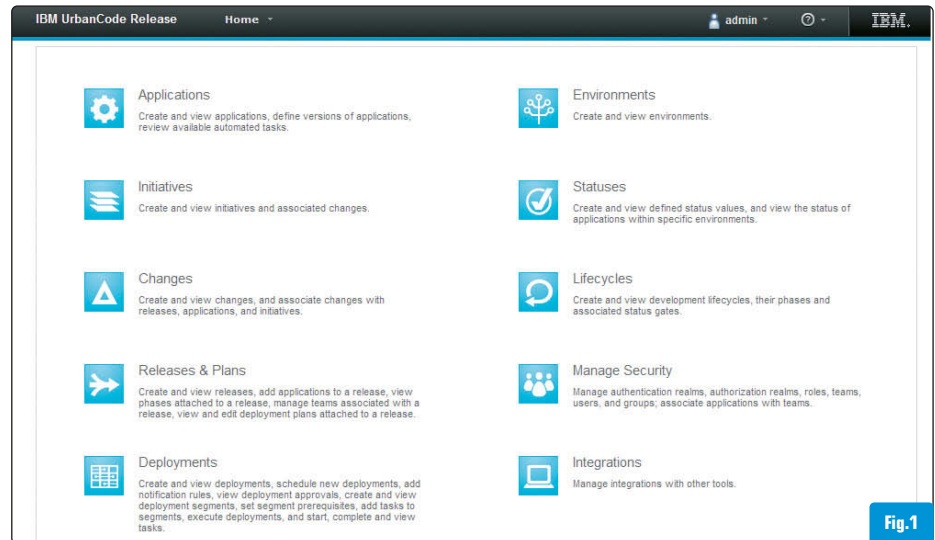 IBM UrbanCode Release
Home
admin
?
IBM.
Applications
Create and view applications, define versions of applications,
review available automated tasks.
Environments
Create and view environments.
Initiatives
Create and view initiatives and associated changes.
Statuses
Create and view defined status values, and view the status of
applications within specific environments.
Changes
Create and view changes, and associate changes with
releases, applications, and initiatives.
Lifecycles
Create and view development lifecycles, their phases and
associated status gates.
Releases & Plans
Create and view releases, add applications to a release, view
phases attached to a release, manage teams associated with a
release, view and edit deployment plans attached to a release.
Manage Security
Manage authentication realms, authorization realms, roles, teams,
users, and groups; associate applications with teams.
Deployments
Create and view deployments, schedule new deployments, add
notification rules, view deployment approvals, create and view
deployment segments, set segment prerequisites, add tasks to
segments, execute deployments, and start, complete and view
tasks.
Integrations
Manage integrations with other tools.
Fig.1